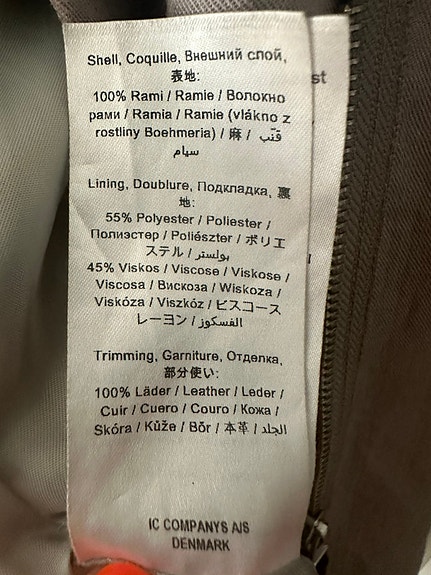 Shell, Coquille, Внешний слой,
表地:
st
100% Rami / Ramie / Волокно
рами / Ramia / Ramie (vlákno z
rostliny Boehmeria) / 麻 / قنّب
سيام
Lining, Doublure, Подкладка, 裏
地:
55% Polyester / Poliester /
Полиэстер / Poliészter / ポリエ
ステル / بولستر
45% Viskos / Viscose / Viskose /
Viscosa / Вискоза / Wiskoza /
Viskóza / Viszkóz / ビスコース
レーヨン / الفسكوز
Trimming, Garniture, Отделка,
部分使い:
100% Läder / Leather / Leder /
Cuir / Cuero / Couro / Кожа /
Skóra / Kůže / Bőr / 本革 / الجلد
IC COMPANYS A/S
DENMARK